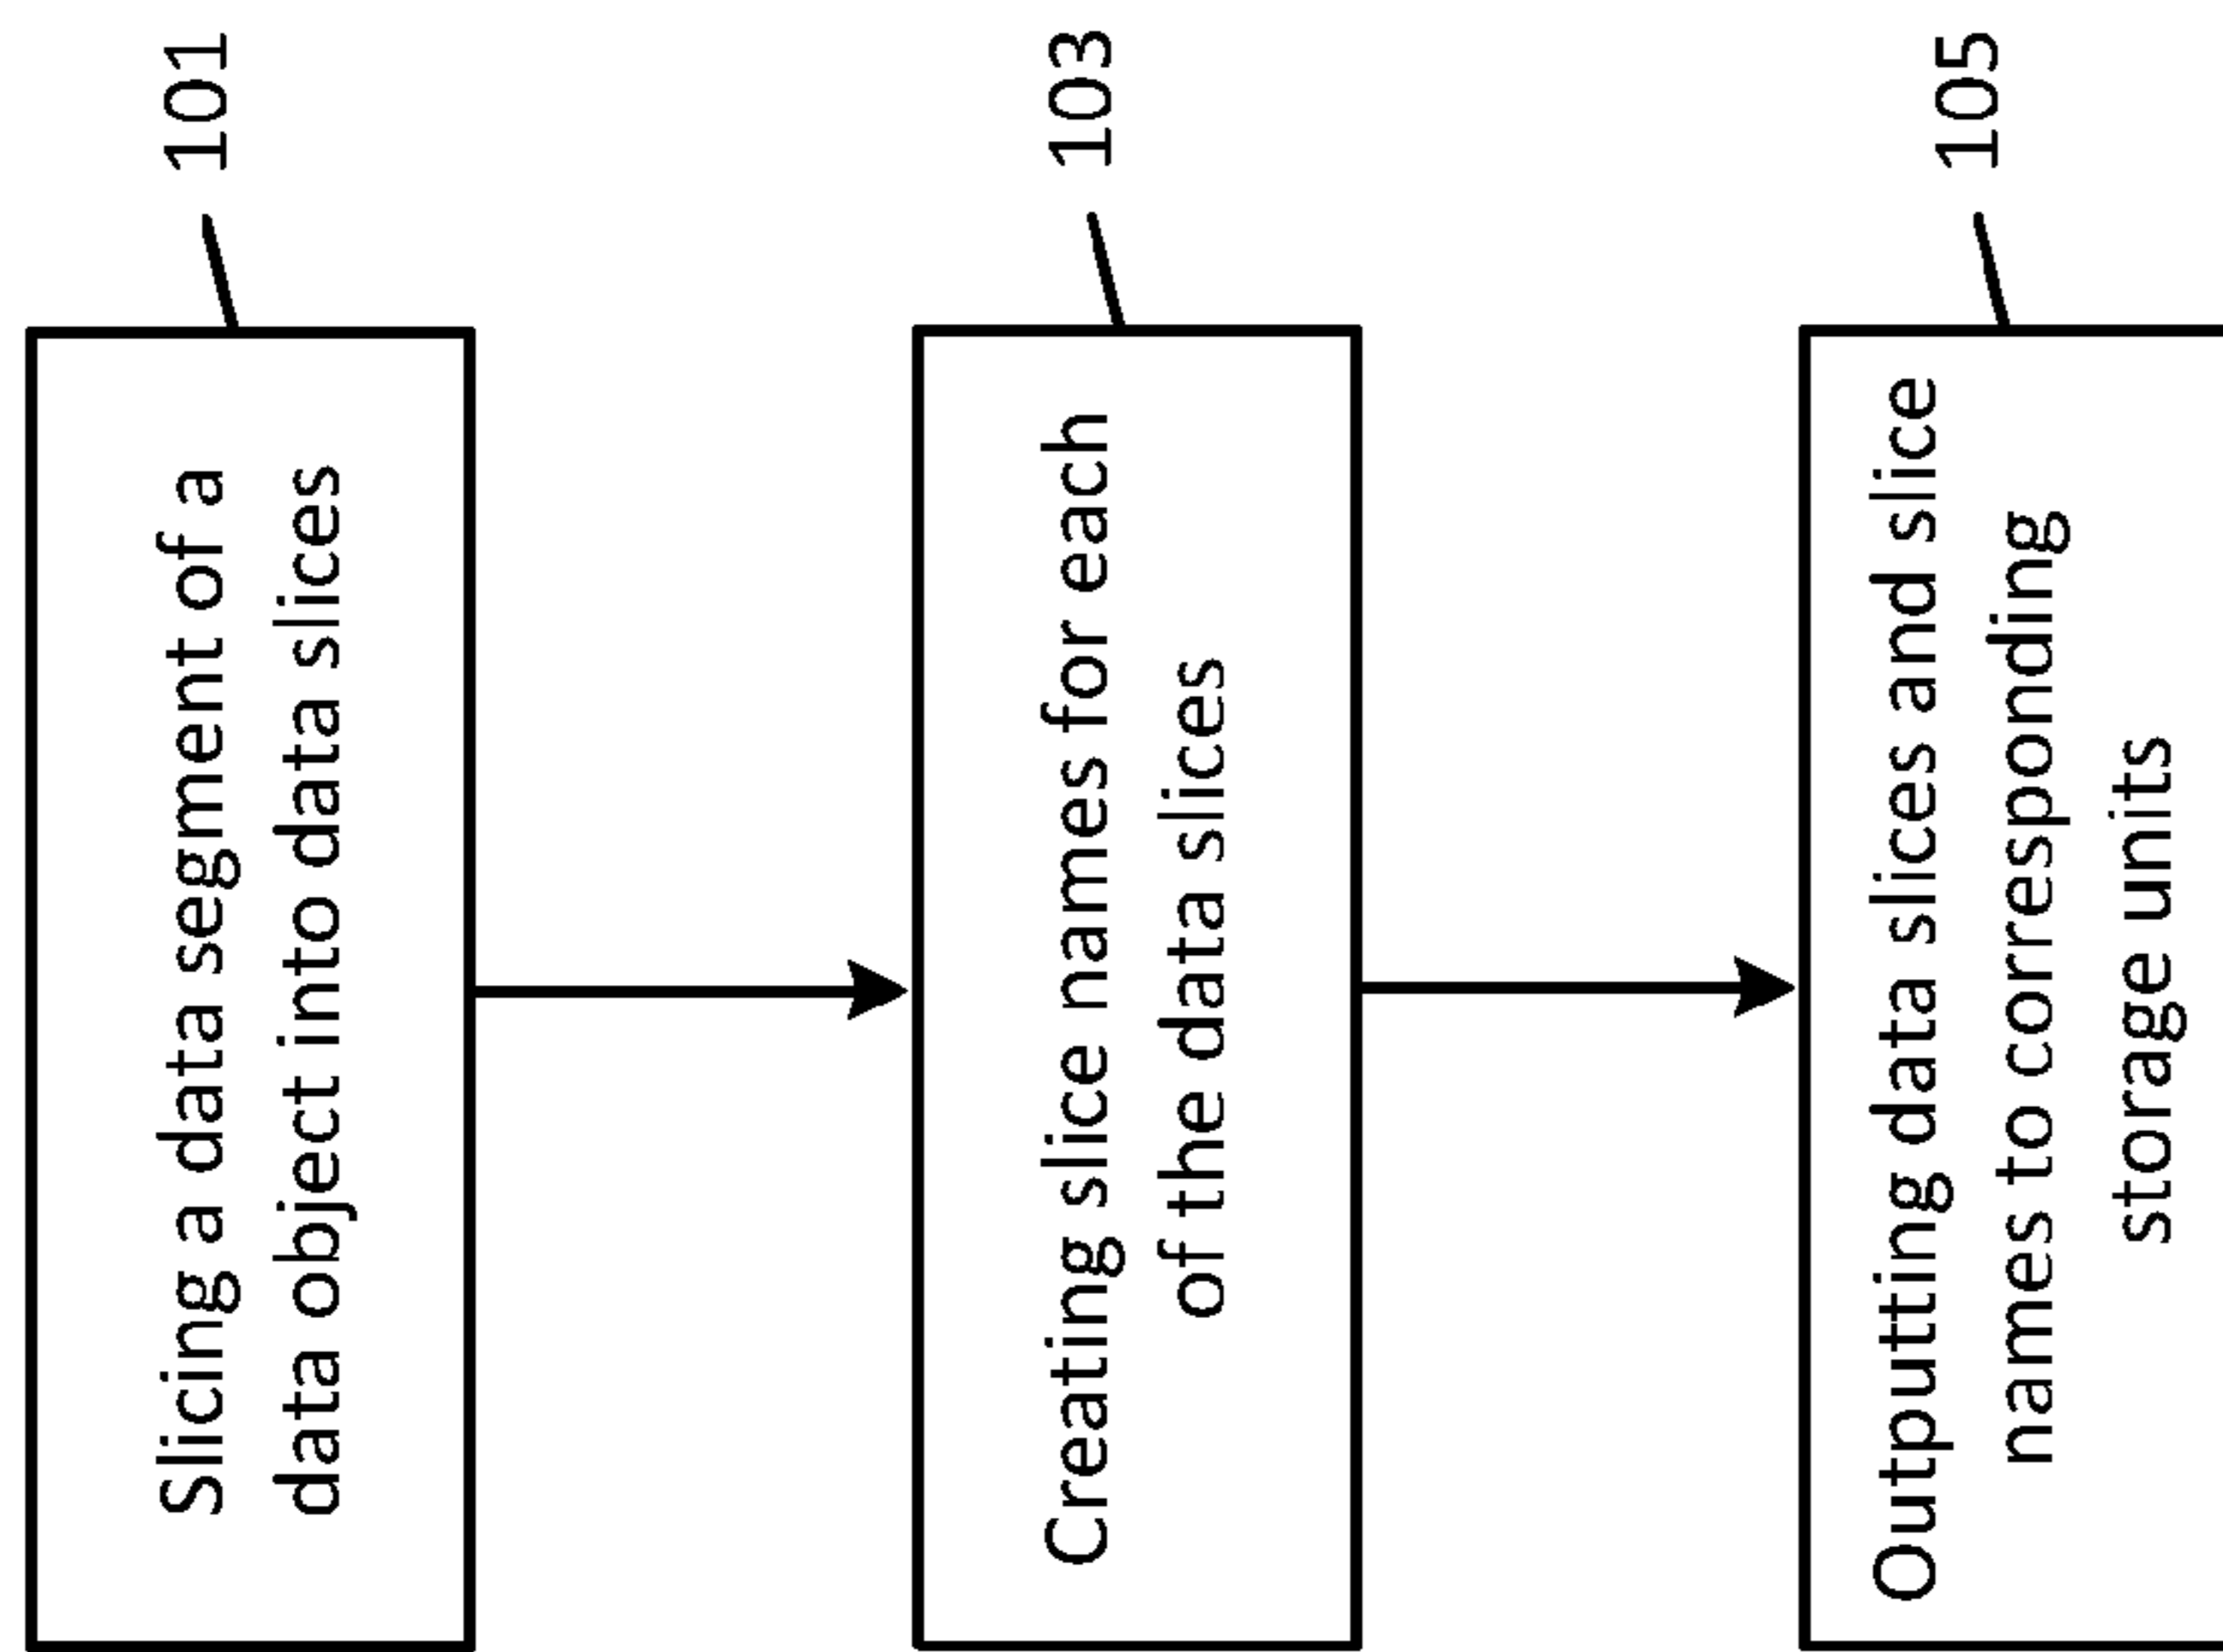 Slicing a data segment of a
data object into data slices
101
Creating slice names for each
of the data slices
103
Outputting data slices and slice
names to corresponding
storage units
105